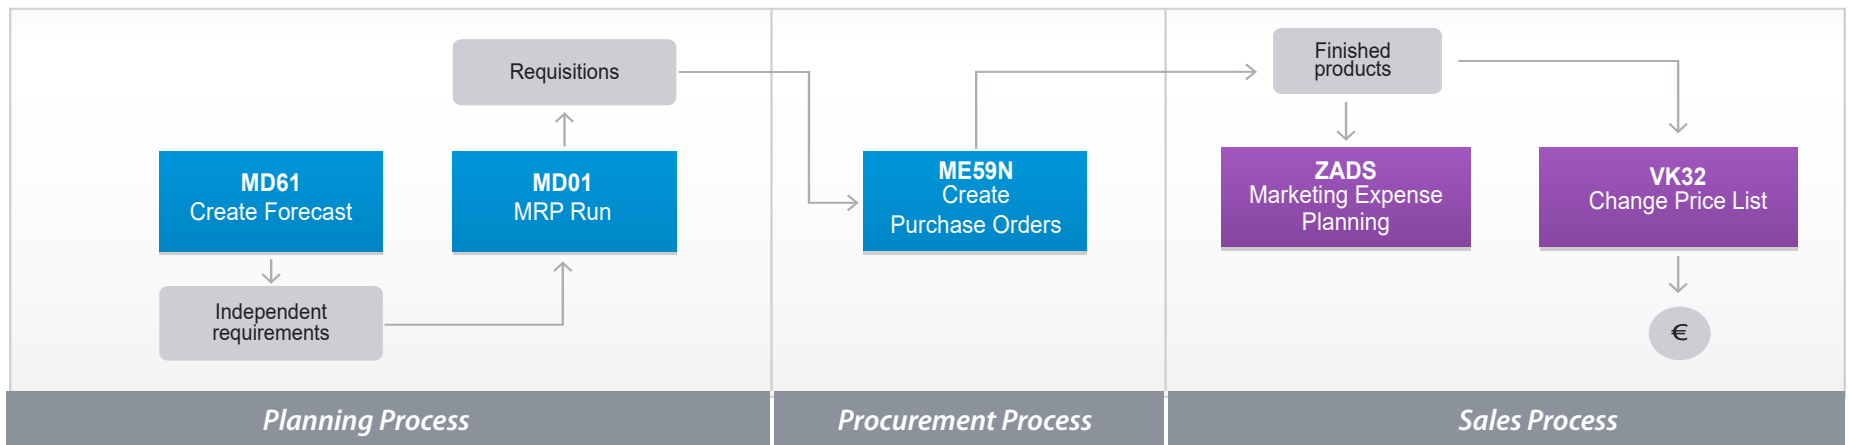 Requisitions
MD61
Create Forecast
MD01
MRP Run
Independent
requirements
Planning Process
ME59N
Create
Purchase Orders
Procurement Process
Finished
products
ZADS
Marketing Expense
Planning
VK32
Change Price List
€
Sales Process